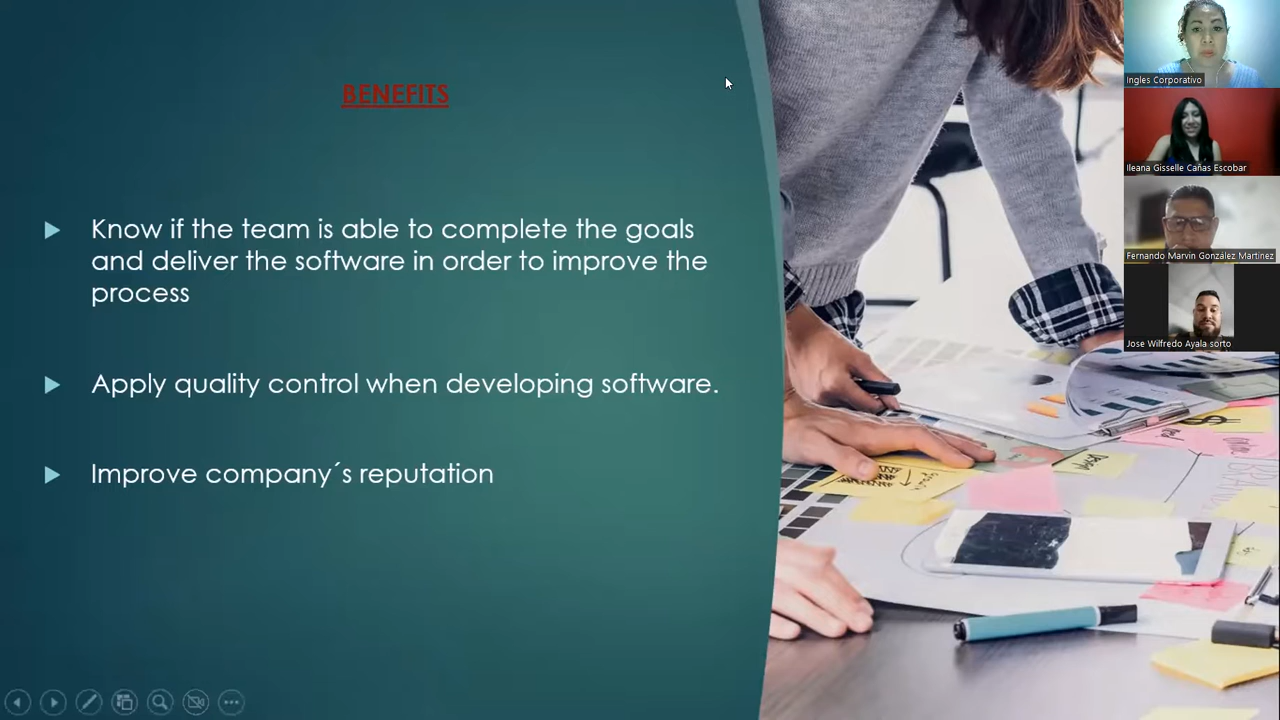 BENEFITS
Know if the team is able to complete the goals
and deliver the software in order to improve the
process
Apply quality control when developing software.
Improve company´s reputation
Ingles Corporativo
Ileana Gisselle Cañas Escobar
Fernando Marvin González Martínez
Jose Wilfredo Ayala sorto